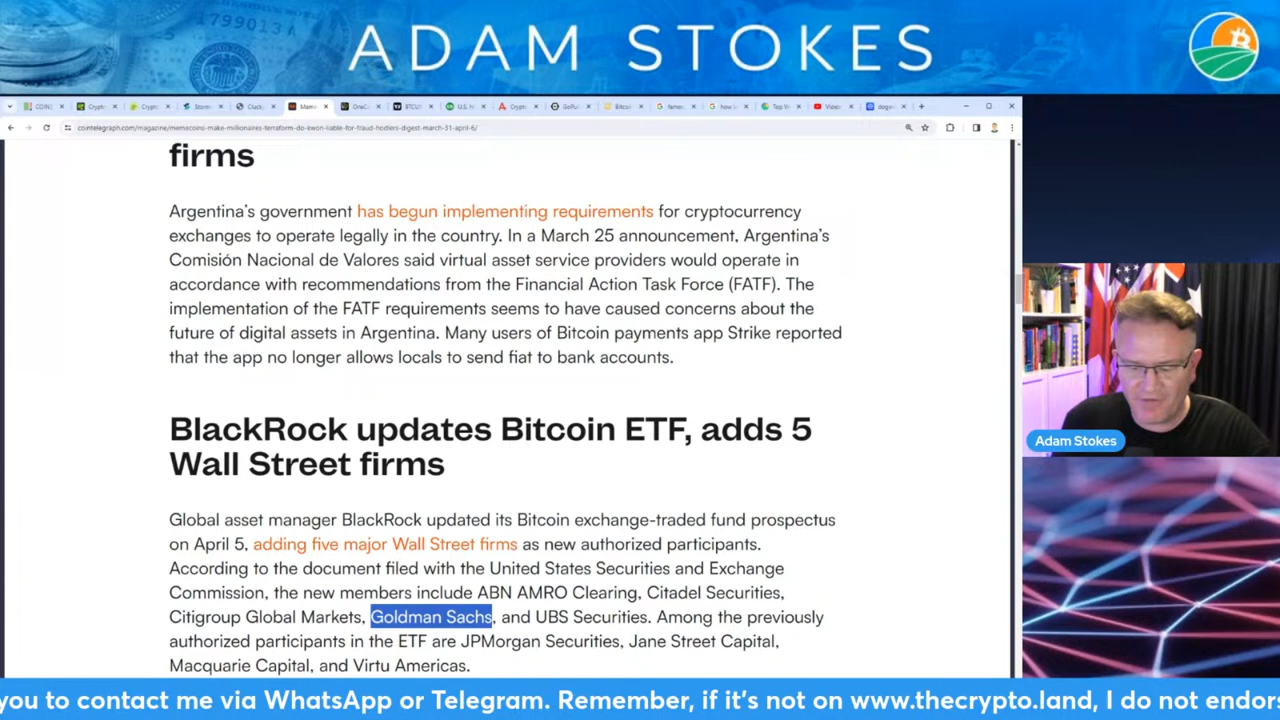 ADAM STOKES
cointelegraph.com/magazine/memecoins-make-millionaires-terraform-do-kwon-liable-for-fraud-hodlers-digest-march-31-april-6/
firms
Argentina's government has begun implementing requirements for cryptocurrency
exchanges to operate legally in the country. In a March 25 announcement, Argentina's
Comisión Nacional de Valores said virtual asset service providers would operate in
accordance with recommendations from the Financial Action Task Force (FATF). The
implementation of the FATF requirements seems to have caused concerns about the
future of digital assets in Argentina. Many users of Bitcoin payments app Strike reported
that the app no longer allows locals to send fiat to bank accounts.
BlackRock updates Bitcoin ETF, adds 5
Wall Street firms
Global asset manager BlackRock updated its Bitcoin exchange-traded fund prospectus
on April 5, adding five major Wall Street firms as new authorized participants.
According to the document filed with the United States Securities and Exchange
Commission, the new members include ABN AMRO Clearing, Citadel Securities,
Citigroup Global Markets, Goldman Sachs, and UBS Securities. Among the previously
authorized participants in the ETF are JPMorgan Securities, Jane Street Capital,
Macquarie Capital, and Virtu Americas.
Adam Stokes
you to contact me via WhatsApp or Telegram. Remember, if it's not on www.thecrypto.land, I do not endors